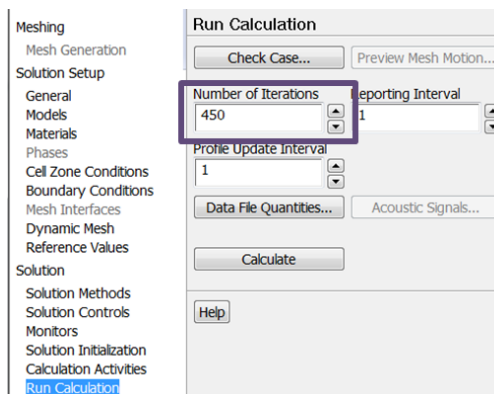 Meshing
Mesh Generation
Solution Setup
General
Models
Materials
Phases
Cell Zone Conditions
Boundary Conditions
Mesh Interfaces
Dynamic Mesh
Reference Values
Solution
Solution Methods
Solution Controls
Monitors
Solution Initialization
Calculation Activities
Run Calculation
Run Calculation
Check Case... Preview Mesh Motion...
Number of Iterations Reporting Interval
450 1
Profile Update Interval
1
Data File Quantities... Acoustic Signals...
Calculate
Help